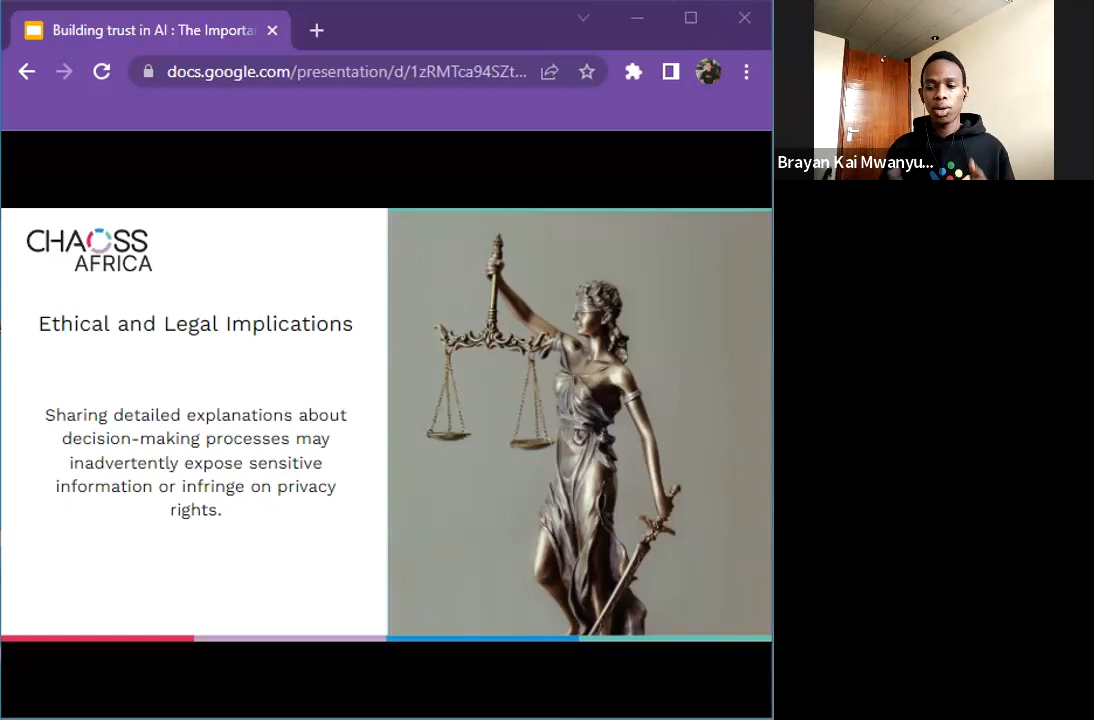 Building trust in AI : The Importa
docs.google.com/presentation/d/1zRMTca94SZt...
Brayan Kai Mwanyu...
CHAOSS
AFRICA
Ethical and Legal Implications
Sharing detailed explanations about
decision-making processes may
inadvertently expose sensitive
information or infringe on privacy
rights.